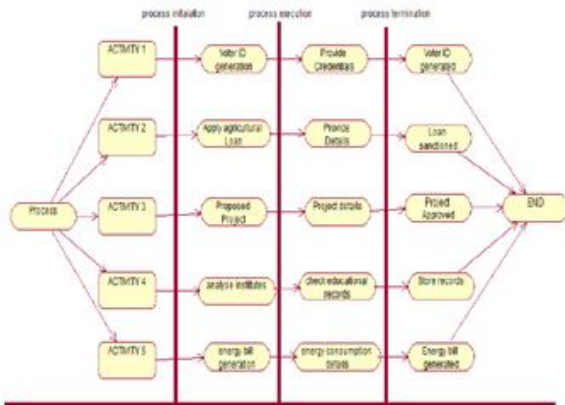 process initialation
process execution
process termination
ACTIVITY 1
Voter ID
generation
Provide
Credentials
Voter ID
generated
ACTIVITY 2
Apply agricultural
Loan
Provide
Details
Loan
sanctioned
Process
ACTIVITY 3
Proposed
Project
Project details
Project
Approved
END
ACTIVITY 4
analyse institutes
check educational
records
Store records
ACTIVITY 5
energy bill
generation
energy consumption
details
Energy bill
generated